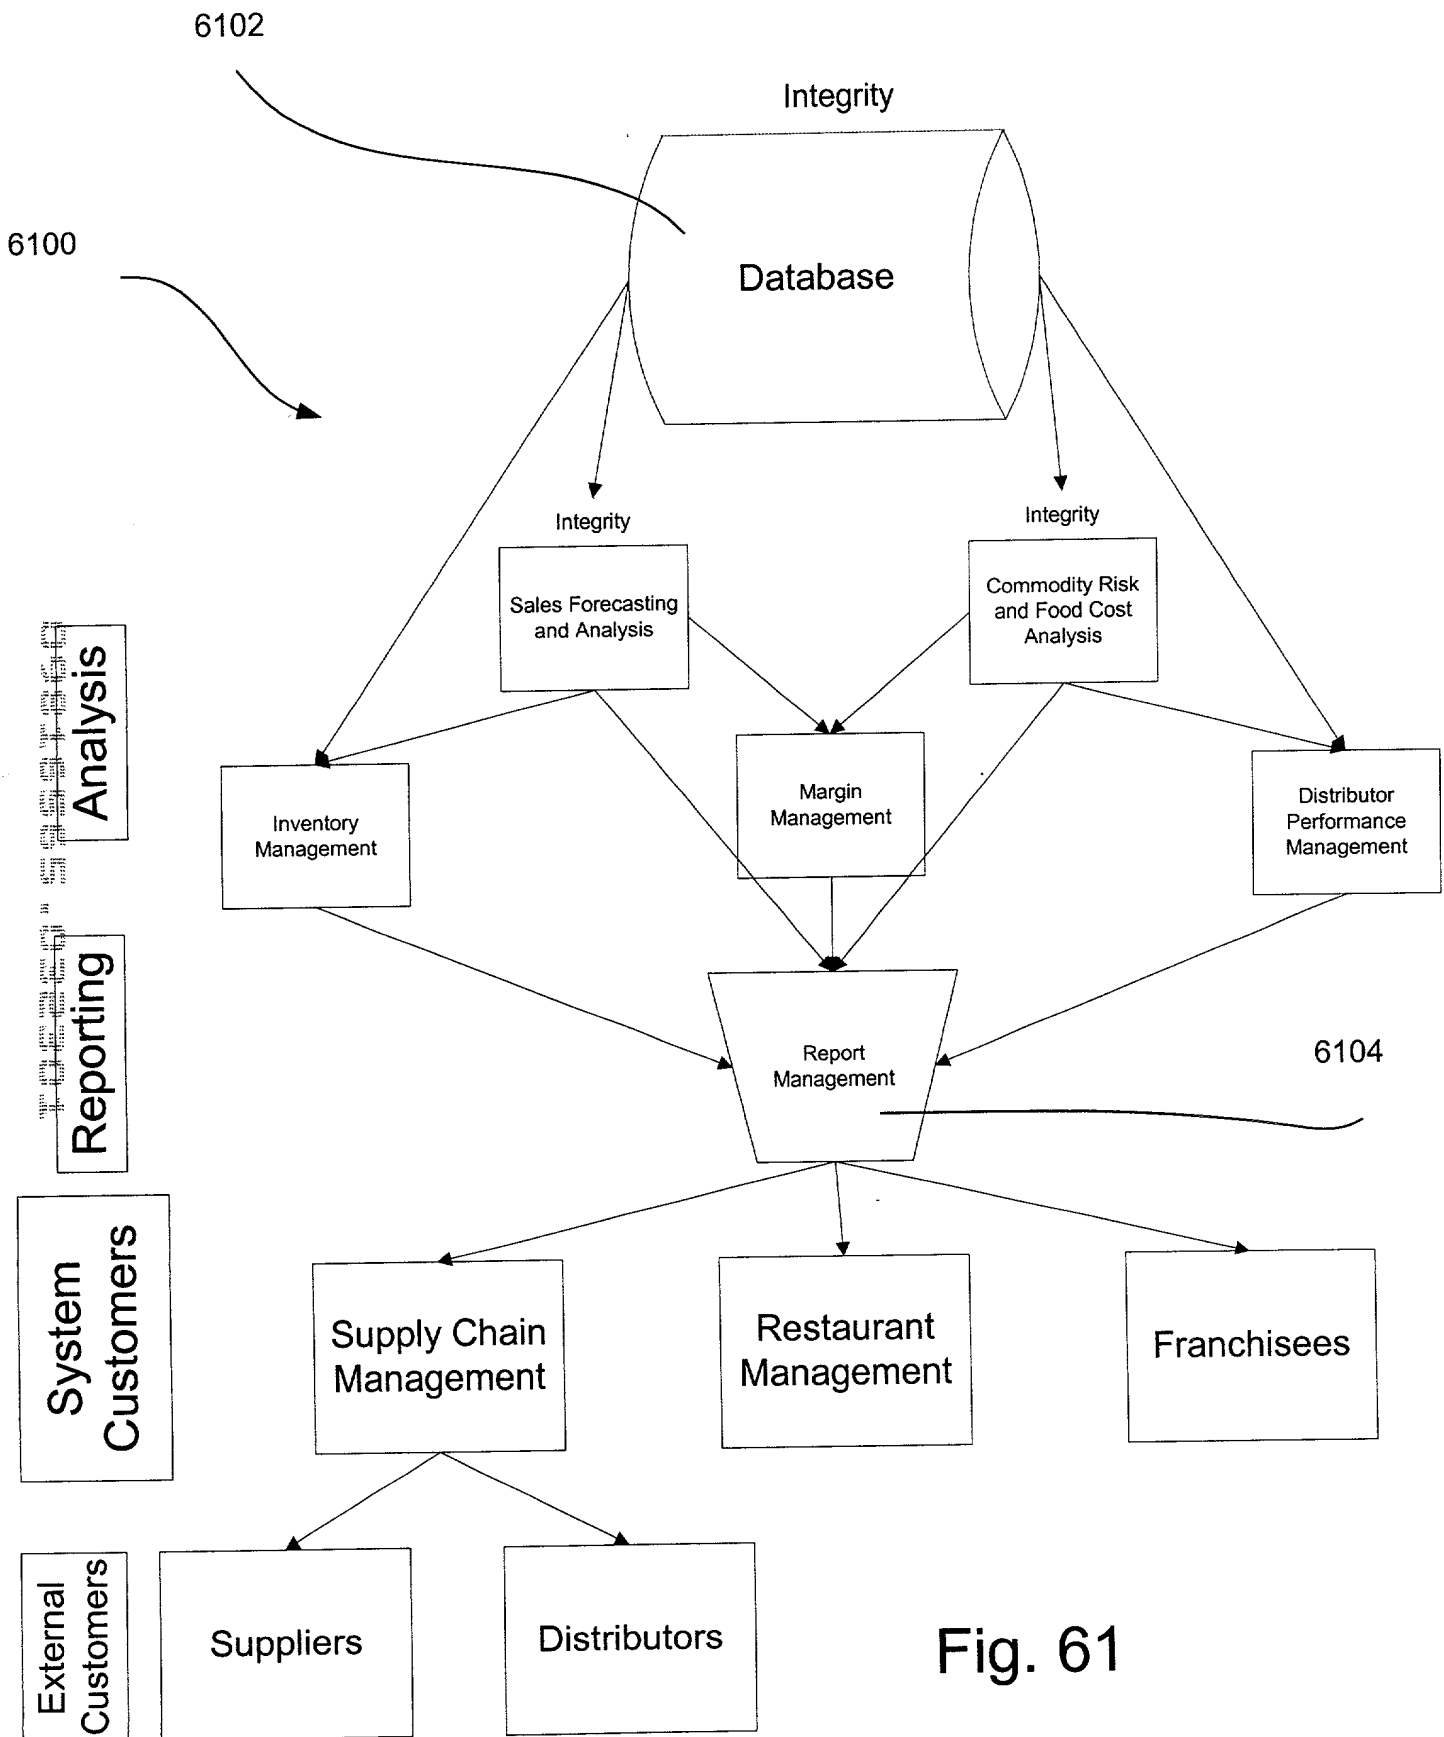 6102
Integrity
6100
Database
Integrity
Integrity
Sales Forecasting
and Analysis
Commodity Risk
and Food Cost
Analysis
Analysis
Inventory
Management
Margin
Management
Distributor
Performance
Management
Reporting
Report
Management
6104
System
Customers
Supply Chain
Management
Restaurant
Management
Franchisees
External
Customers
Suppliers
Distributors
Fig. 61